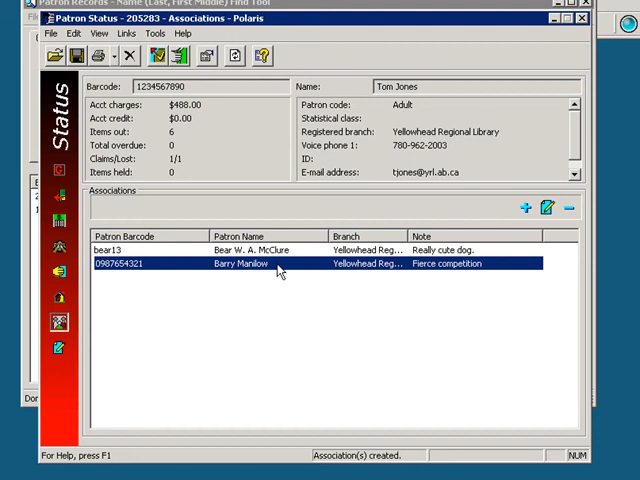 Patron Records - Name (Last, First Middle) Find Tool
Patron Status - 205283 - Associations - Polaris
File Edit View Links Tools Help
Status
Barcode: 1234567890 Name: Tom Jones
Acct charges: $488.00 Patron code: Adult
Acct credit: $0.00 Statistical class:
Items out: 6 Registered branch: Yellowhead Regional Library
Total overdue: 0 Voice phone 1: 780-962-2003
Claims/Lost: 1/1 ID:
Items held: 0 E-mail address: tjones@yrl.ab.ca
Associations
Patron Barcode Patron Name Branch Note
bear13 Bear W. A. McClure Yellowhead Reg... Really cute dog.
0987654321 Barry Manilow Yellowhead Reg... Fierce competition
For Help, press F1 Association(s) created. NUM